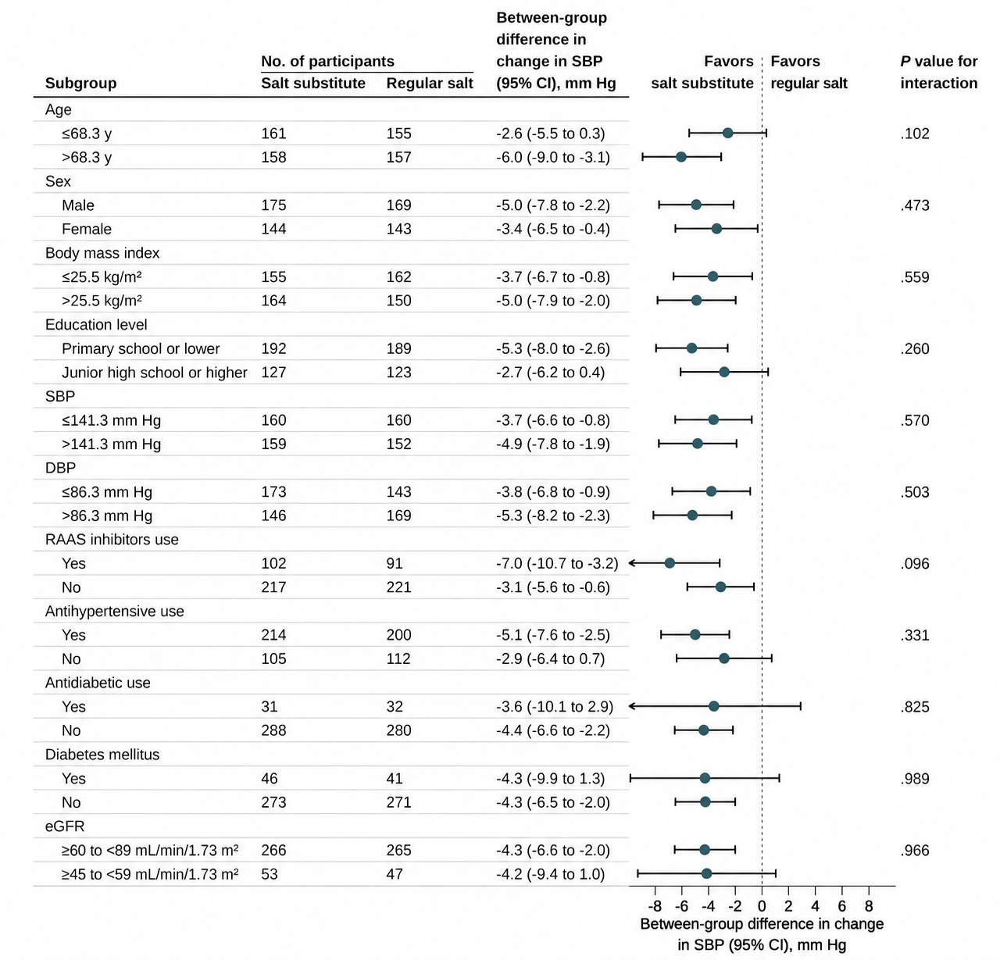 Between-group
difference in
change in SBP
(95% CI), mm Hg
No. of participants
Favors salt substitute
Favors regular salt
P value for interaction
Subgroup Salt substitute Regular salt
Age
≤68.3 y 161 155 -2.6 (-5.5 to 0.3) .102
>68.3 y 158 157 -6.0 (-9.0 to -3.1)
Sex
Male 175 169 -5.0 (-7.8 to -2.2) .473
Female 144 143 -3.4 (-6.5 to -0.4)
Body mass index
≤25.5 kg/m² 155 162 -3.7 (-6.7 to -0.8) .559
>25.5 kg/m² 164 150 -5.0 (-7.9 to -2.0)
Education level
Primary school or lower 192 189 -5.3 (-8.0 to -2.6) .260
Junior high school or higher 127 123 -2.7 (-6.2 to 0.4)
SBP
≤141.3 mm Hg 160 160 -3.7 (-6.6 to -0.8) .570
>141.3 mm Hg 159 152 -4.9 (-7.8 to -1.9)
DBP
≤86.3 mm Hg 173 143 -3.8 (-6.8 to -0.9) .503
>86.3 mm Hg 146 169 -5.3 (-8.2 to -2.3)
RAAS inhibitors use
Yes 102 91 -7.0 (-10.7 to -3.2) .096
No 217 221 -3.1 (-5.6 to -0.6)
Antihypertensive use
Yes 214 200 -5.1 (-7.6 to -2.5) .331
No 105 112 -2.9 (-6.4 to 0.7)
Antidiabetic use
Yes 31 32 -3.6 (-10.1 to 2.9) .825
No 288 280 -4.4 (-6.6 to -2.2)
Diabetes mellitus
Yes 46 41 -4.3 (-9.9 to 1.3) .989
No 273 271 -4.3 (-6.5 to -2.0)
eGFR
≥60 to <89 mL/min/1.73 m² 266 265 -4.3 (-6.6 to -2.0) .966
≥45 to <59 mL/min/1.73 m² 53 47 -4.2 (-9.4 to 1.0)
-8 -6 -4 -2 0 2 4 6 8
Between-group difference in change
in SBP (95% CI), mm Hg